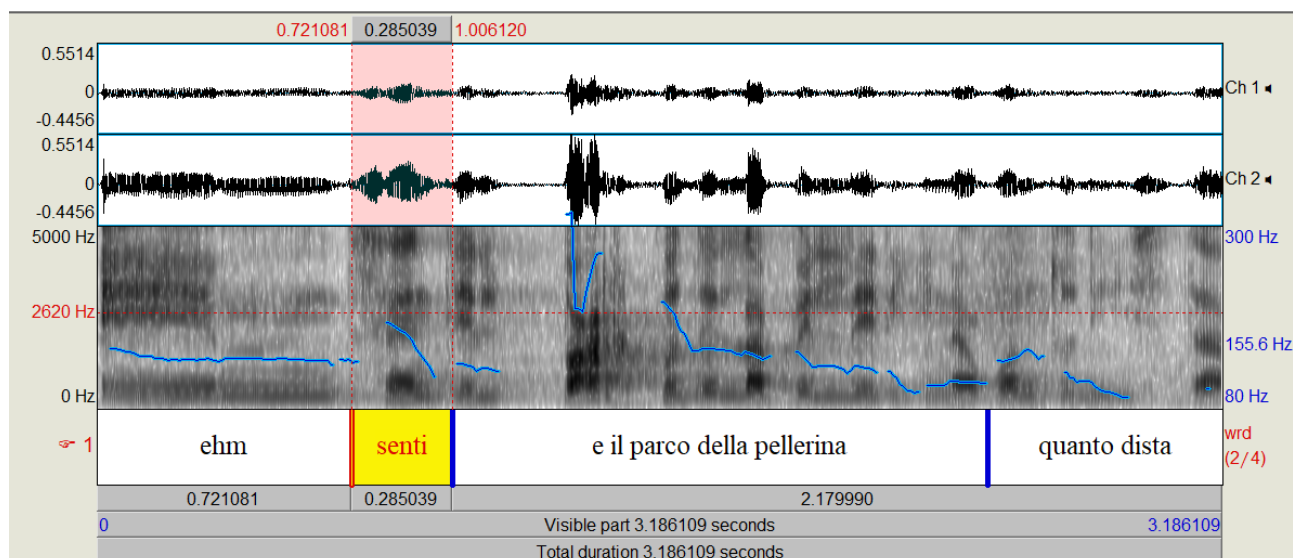 0.721081 0.285039 1.006120
0.5514
0
-0.4456
Ch 1
0.5514
0
-0.4456
Ch 2
5000 Hz
300 Hz
2620 Hz
155.6 Hz
0 Hz
80 Hz
1 ehm senti e il parco della pellerina quanto dista wrd
(2/4)
0.721081 0.285039 2.179990
0 Visible part 3.186109 seconds 3.186109
Total duration 3.186109 seconds